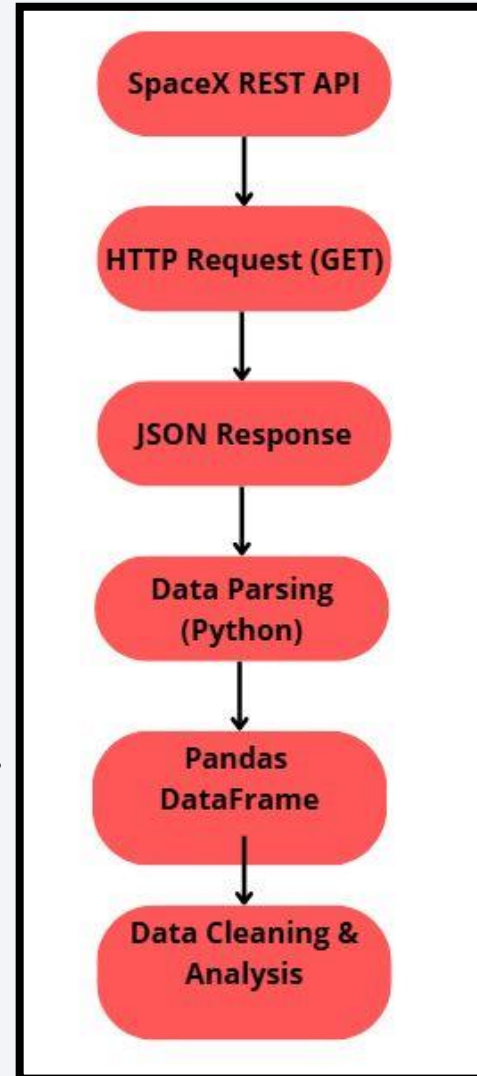 SpaceX REST API
HTTP Request (GET)
JSON Response
Data Parsing
(Python)
Pandas
DataFrame
Data Cleaning &
Analysis